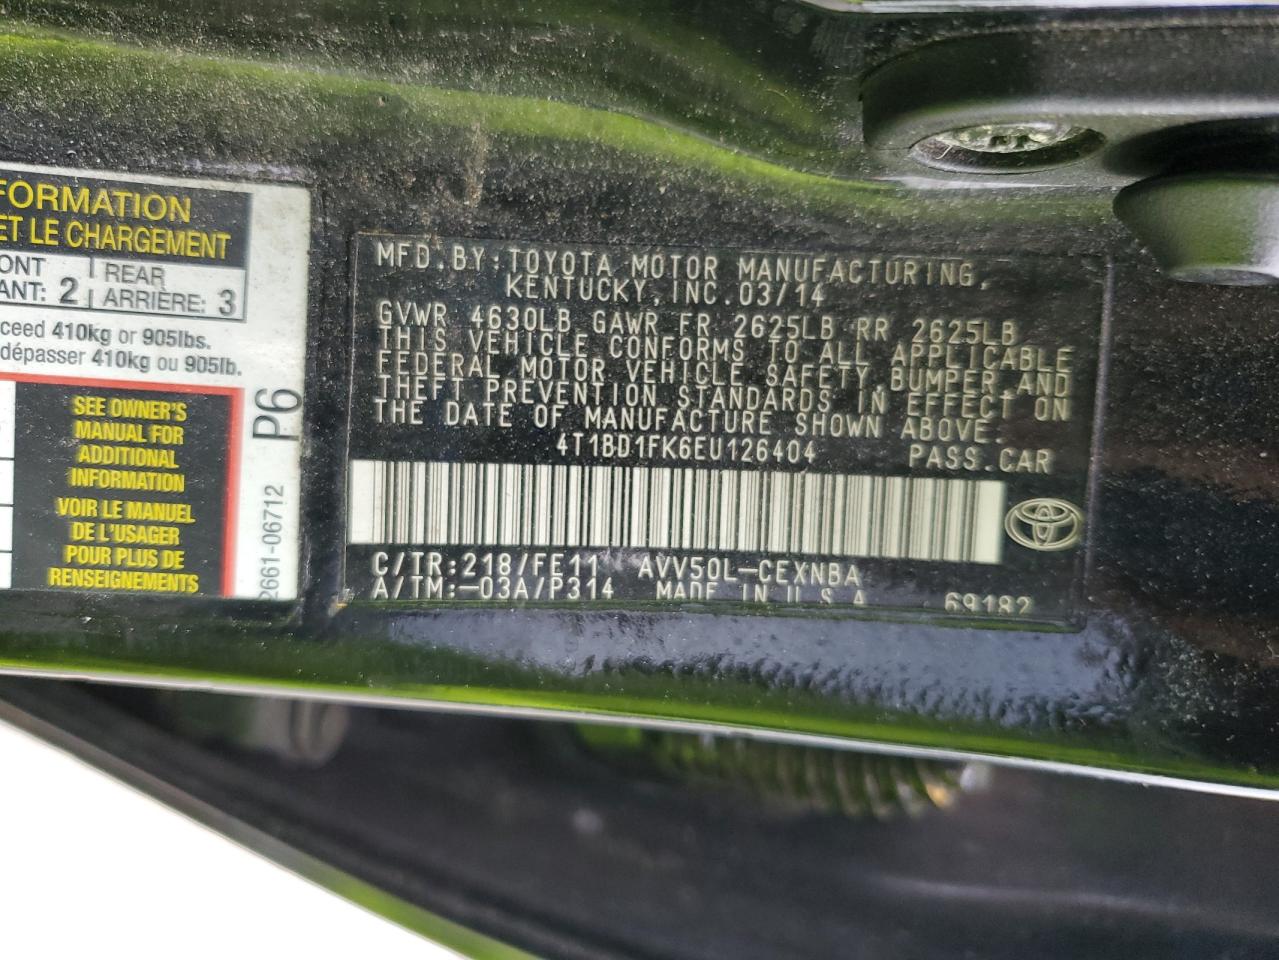 FORMATION
ET LE CHARGEMENT
ONT 2 REAR
ANT: ARRIÈRE: 3
ceed 410kg or 905lbs.
dépasser 410kg ou 905lb.
SEE OWNER'S
MANUAL FOR
ADDITIONAL
INFORMATION
VOIR LE MANUEL
DE L'USAGER
POUR PLUS DE
RENSEIGNEMENTS
P6
2661-06712
MFD.BY:TOYOTA MOTOR MANUFACTURING,
KENTUCKY,INC.03/14
GVWR 4630LB GAWR FR 2625LB RR 2625LB
THIS VEHICLE CONFORMS TO ALL APPLICABLE
FEDERAL MOTOR VEHICLE SAFETY,BUMPER AND
THEFT PREVENTION STANDARDS IN EFFECT ON
THE DATE OF MANUFACTURE SHOWN ABOVE.
4T1BD1FK6EU126404 PASS.CAR
C/TR:218/FE11 AVV50L-CEXNBA
A/TM:-03A/P314 MADE IN U.S.A 69182